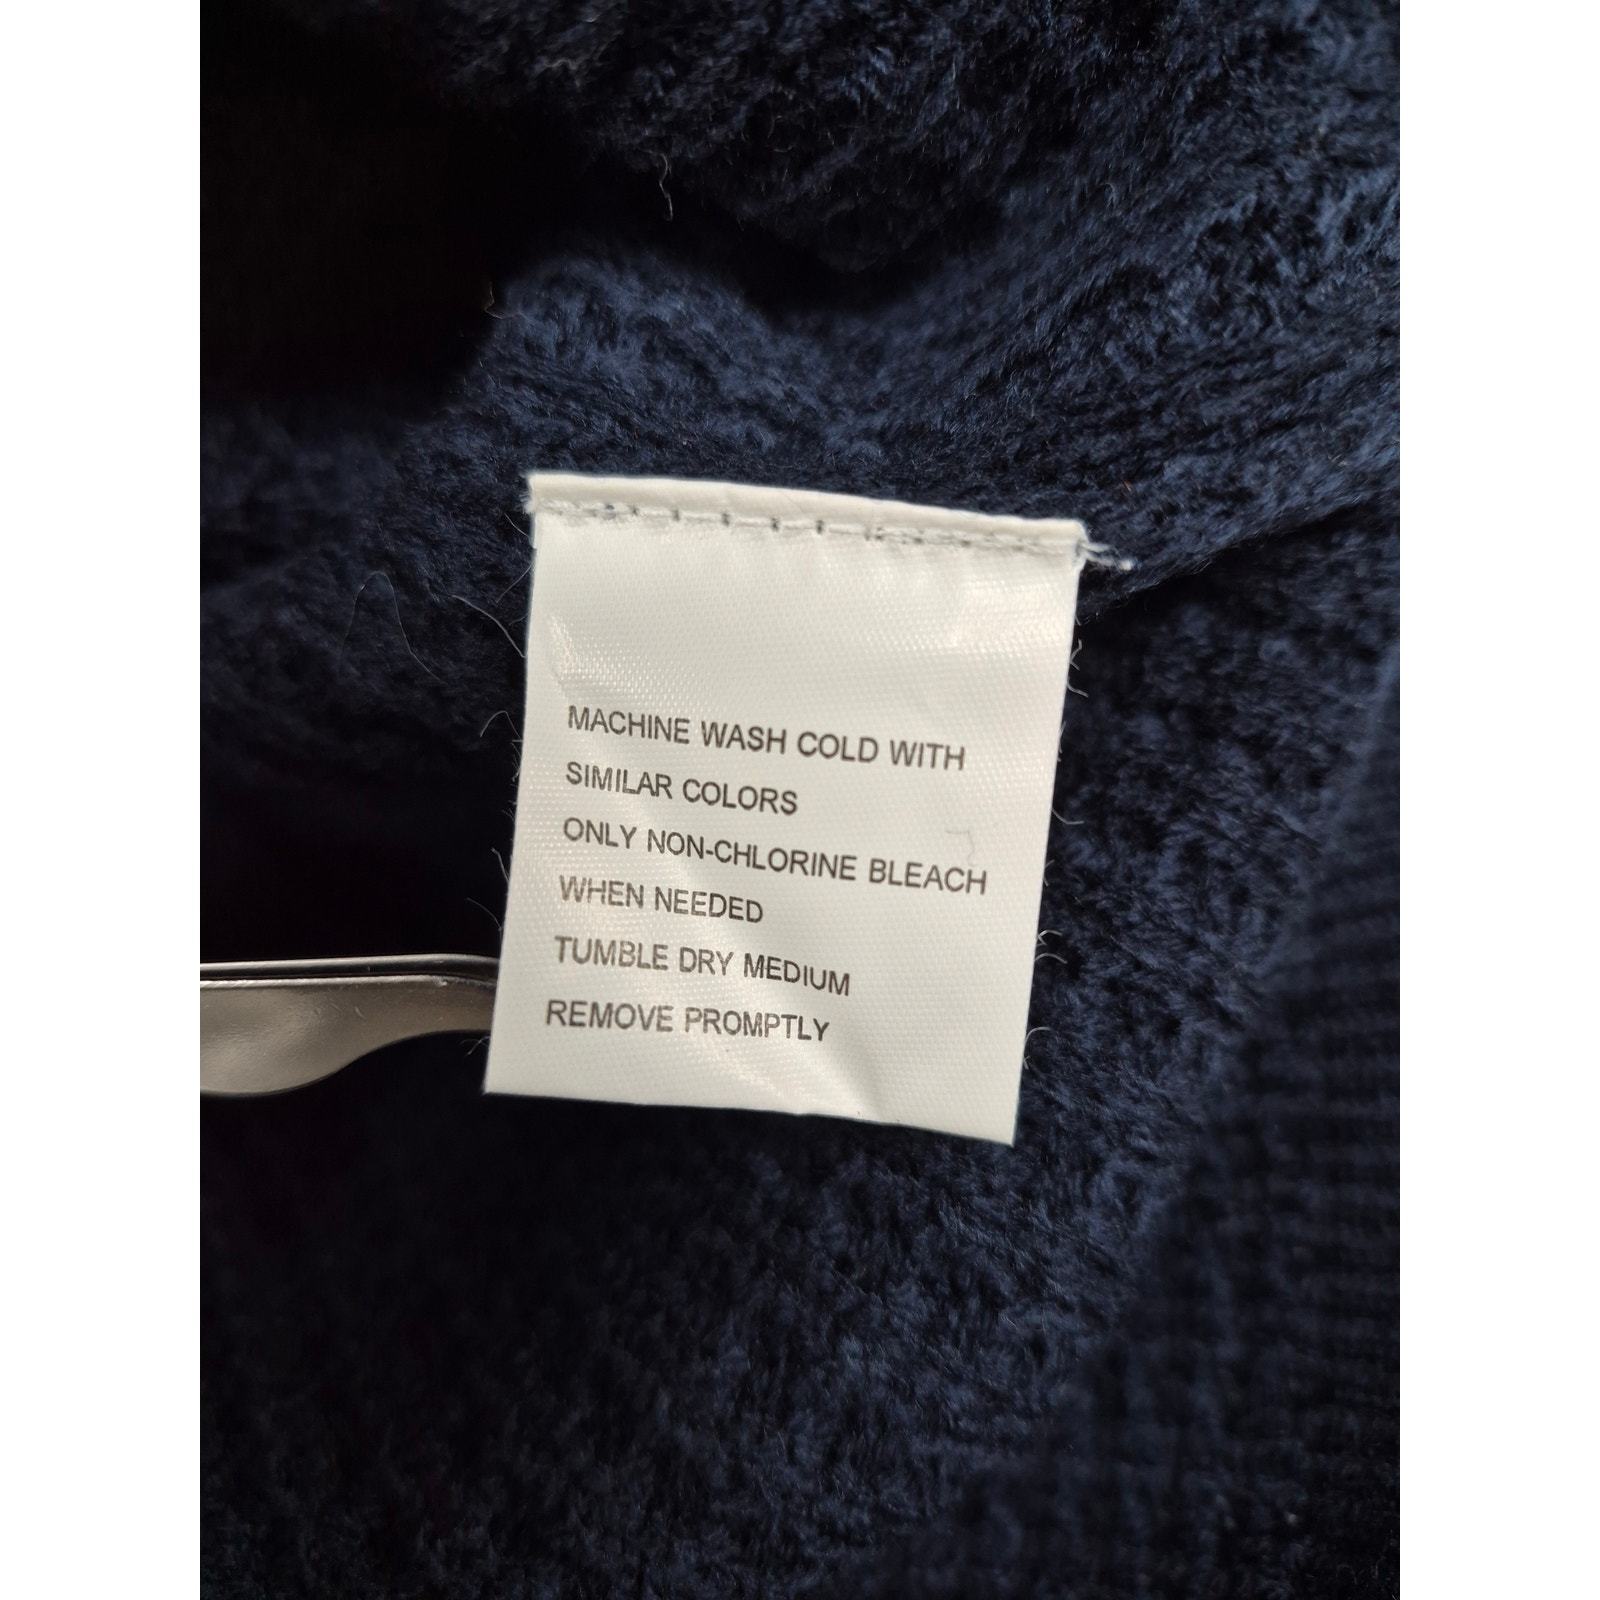 MACHINE WASH COLD WITH
SIMILAR COLORS
ONLY NON-CHLORINE BLEACH
WHEN NEEDED
TUMBLE DRY MEDIUM
REMOVE PROMPTLY